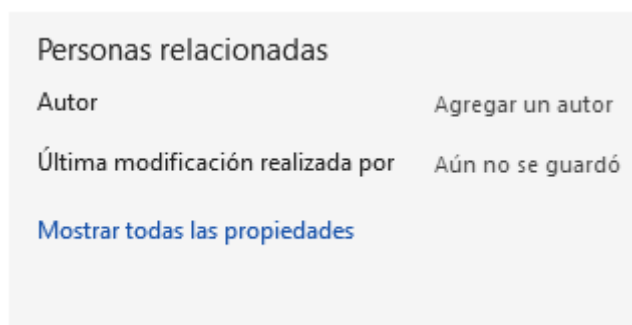 Personas relacionadas
Autor Agregar un autor
Última modificación realizada por Aún no se guardó
Mostrar todas las propiedades